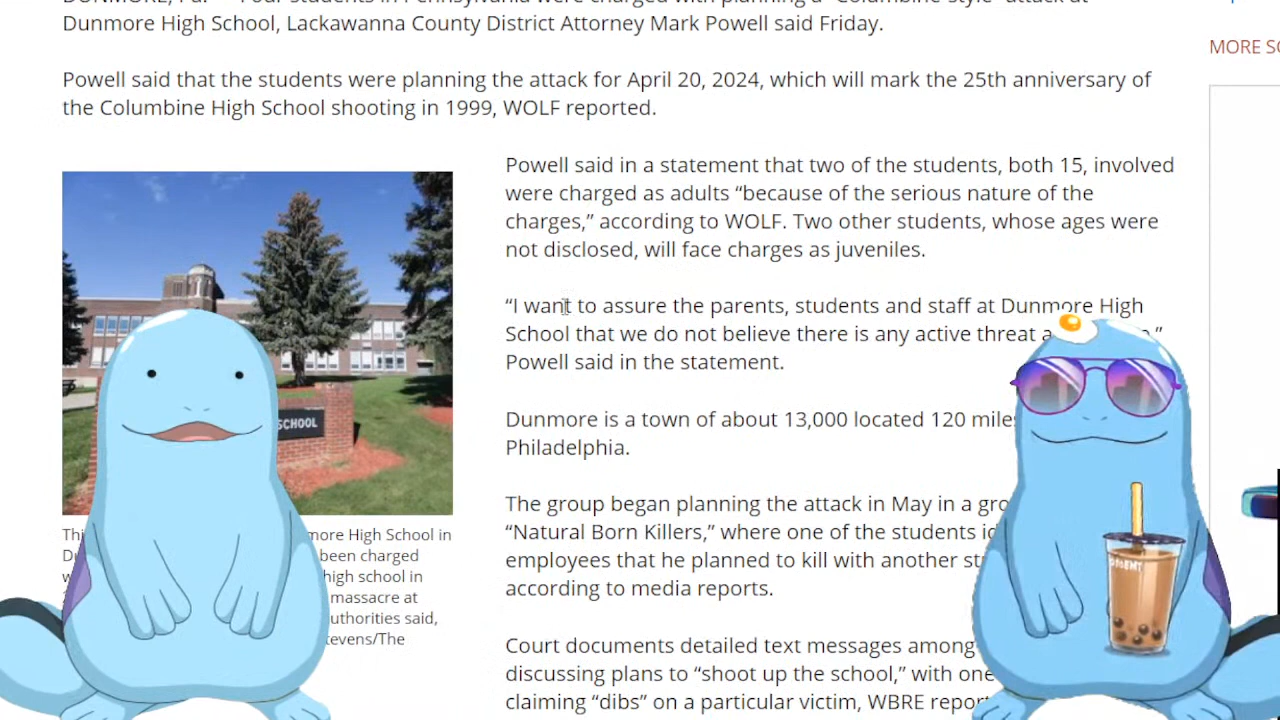 Dunmore High School, Lackawanna County District Attorney Mark Powell said Friday.
MORE
Powell said that the students were planning the attack for April 20, 2024, which will mark the 25th anniversary of
the Columbine High School shooting in 1999, WOLF reported.
Powell said in a statement that two of the students, both 15, involved
were charged as adults “because of the serious nature of the
charges,” according to WOLF. Two other students, whose ages were
not disclosed, will face charges as juveniles.
“I want to assure the parents, students and staff at Dunmore High
School that we do not believe there is any active threat
Powell said in the statement.
SCHOOL
Dunmore is a town of about 13,000 located 120
Philadelphia.
The group began planning the attack in May in a
“Natural Born Killers,” where one of the students
employees that he planned to kill with another
according to media reports.
more High School in
been charged
high school in
massacre at
uthorities said,
tevens/The
Court documents detailed text messages among
discussing plans to “shoot up the school,” with one
claiming “dibs” on a particular victim, WBRE